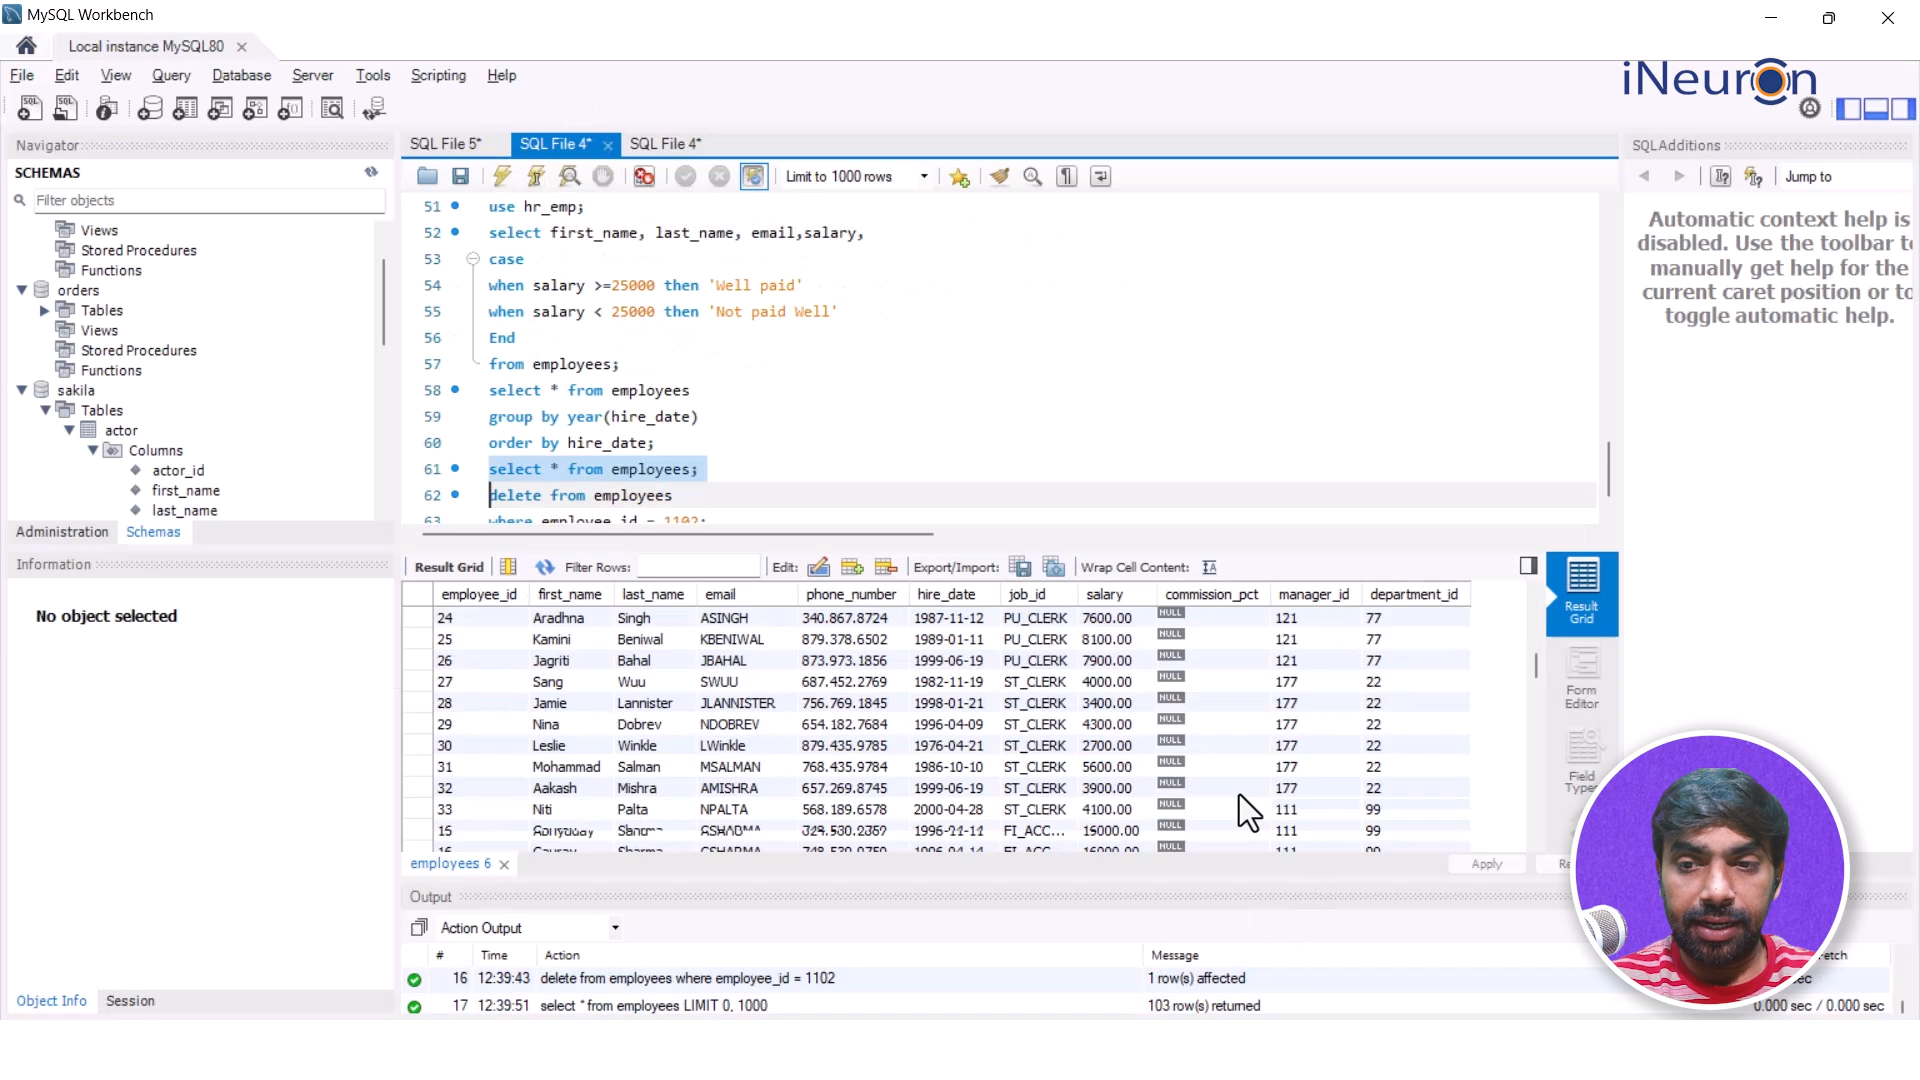 MySQL Workbench
Local instance MySQL80
File Edit View Query Database Server Tools Scripting Help
iNeuron
Navigator
SCHEMAS
Filter objects
Views
Stored Procedures
Functions
orders
Tables
Views
Stored Procedures
Functions
sakila
Tables
actor
Columns
actor_id
first_name
last_name
Administration Schemas
Information
No object selected
Object Info Session
SQL File 5* SQL File 4* SQL File 4*
Limit to 1000 rows
51 use hr_emp;
52 select first_name, last_name, email,salary,
53 case
54 when salary >=25000 then 'Well paid'
55 when salary < 25000 then 'Not paid Well'
56 End
57 from employees;
58 select * from employees
59 group by year(hire_date)
60 order by hire_date;
61 select * from employees;
62 delete from employees
63 where employee_id = 1102;
Result Grid Filter Rows: Edit: Export/Import: Wrap Cell Content:
employee_id first_name last_name email phone_number hire_date job_id salary commission_pct manager_id department_id
24 Aradhna Singh ASINGH 340.867.8724 1987-11-12 PU_CLERK 7600.00 NULL 121 77
25 Kamini Beniwal KBENIWAL 879.378.6502 1989-01-11 PU_CLERK 8100.00 NULL 121 77
26 Jagriti Bahal JBAHAL 873.973.1856 1999-06-19 PU_CLERK 7900.00 NULL 121 77
27 Sang Wuu SWUU 687.452.2769 1982-11-19 ST_CLERK 4000.00 NULL 177 22
28 Jamie Lannister JLANNISTER 756.769.1845 1998-01-21 ST_CLERK 3400.00 NULL 177 22
29 Nina Dobrev NDOBREV 654.182.7684 1996-04-09 ST_CLERK 4300.00 NULL 177 22
30 Leslie Winkle LWinkle 879.435.9785 1976-04-21 ST_CLERK 2700.00 NULL 177 22
31 Mohammad Salman MSALMAN 768.435.9784 1986-10-10 ST_CLERK 5600.00 NULL 177 22
32 Aakash Mishra AMISHRA 657.269.8745 1999-06-19 ST_CLERK 3900.00 NULL 177 22
33 Niti Palta NPALTA 568.189.6578 2000-04-28 ST_CLERK 4100.00 NULL 111 99
15 FI_ACC... 15000.00 NULL 111 99
NULL
employees 6 Apply
Result Grid
Form Editor
Field
Output
Action Output
# Time Action Message
16 12:39:43 delete from employees where employee_id = 1102 1 row(s) affected
17 12:39:51 select * from employees LIMIT 0, 1000 103 row(s) returned 0.000 sec / 0.000 sec
SQLAdditions
Jump to
Automatic context help is
disabled. Use the toolbar to
manually get help for the
current caret position or to
toggle automatic help.